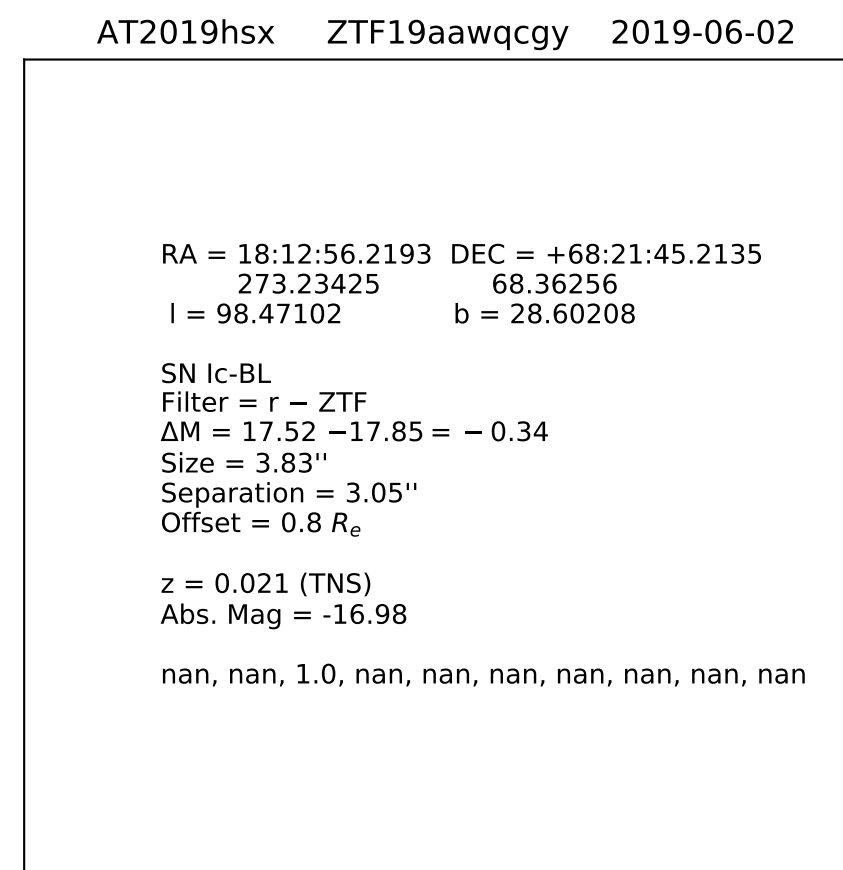 AT2019hsx ZTF19aawqcgy 2019-06-02
RA = 18:12:56.2193 DEC = +68:21:45.2135
273.23425 68.36256
l = 98.47102 b = 28.60208
SN Ic-BL
Filter = r − ZTF
ΔM = 17.52 −17.85 = − 0.34
Size = 3.83''
Separation = 3.05''
Offset = 0.8 Re
z = 0.021 (TNS)
Abs. Mag = -16.98
nan, nan, 1.0, nan, nan, nan, nan, nan, nan, nan